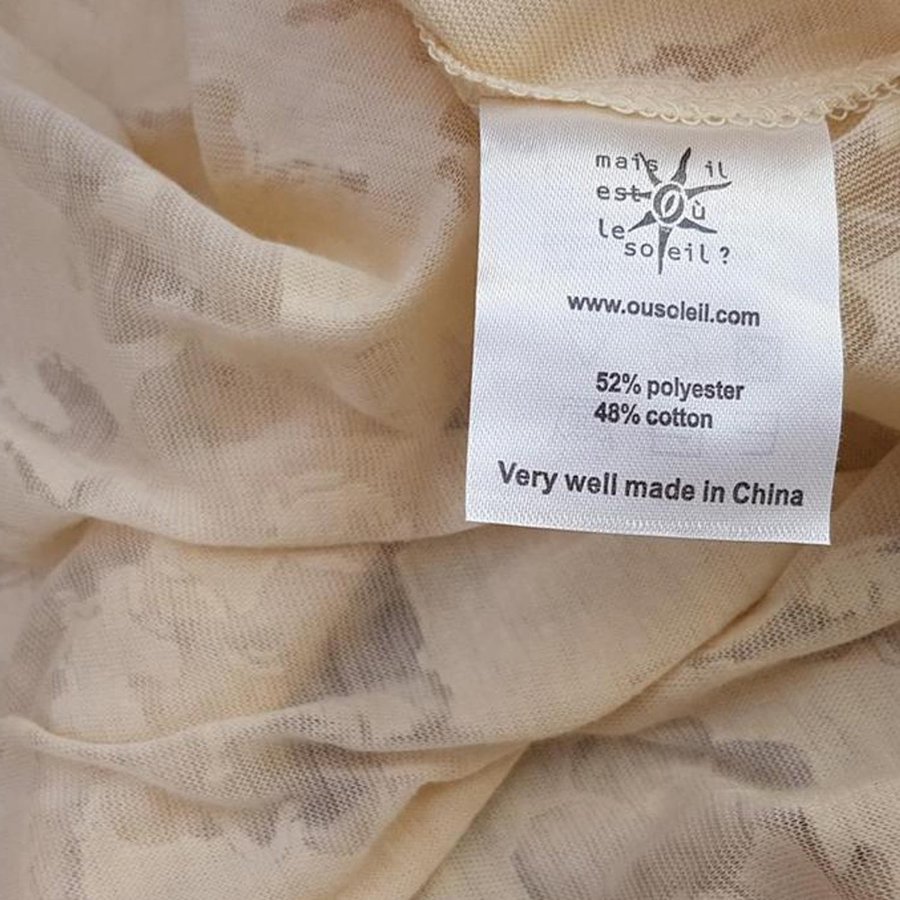 mais il
est Où
le
soleil ?
www.ousoleil.com
52% polyester
48% cotton
Very well made in China